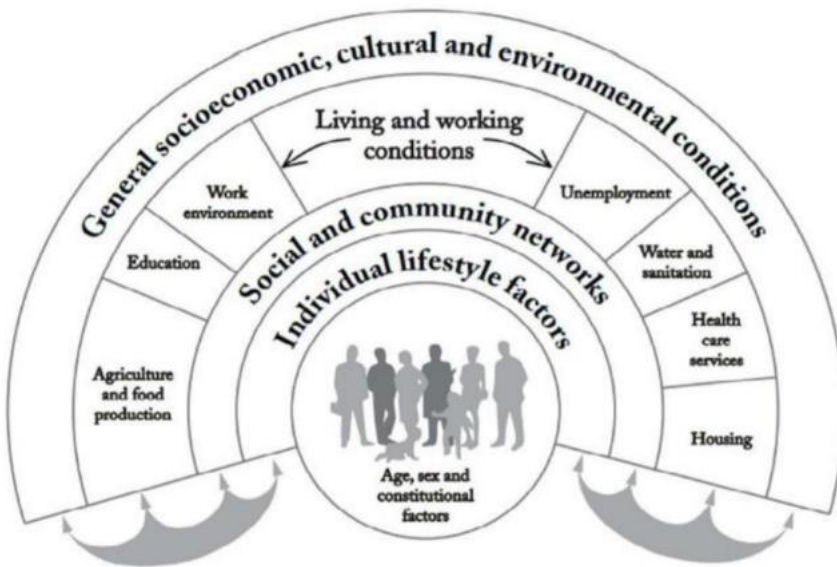 General socioeconomic, cultural and environmental conditions
Living and working
conditions
Work
environment
Unemployment
Education
Water and
sanitation
Agriculture
and food
production
Health
care
services
Housing
Social and community networks
Individual lifestyle factors
Age, sex and
constitutional
factors